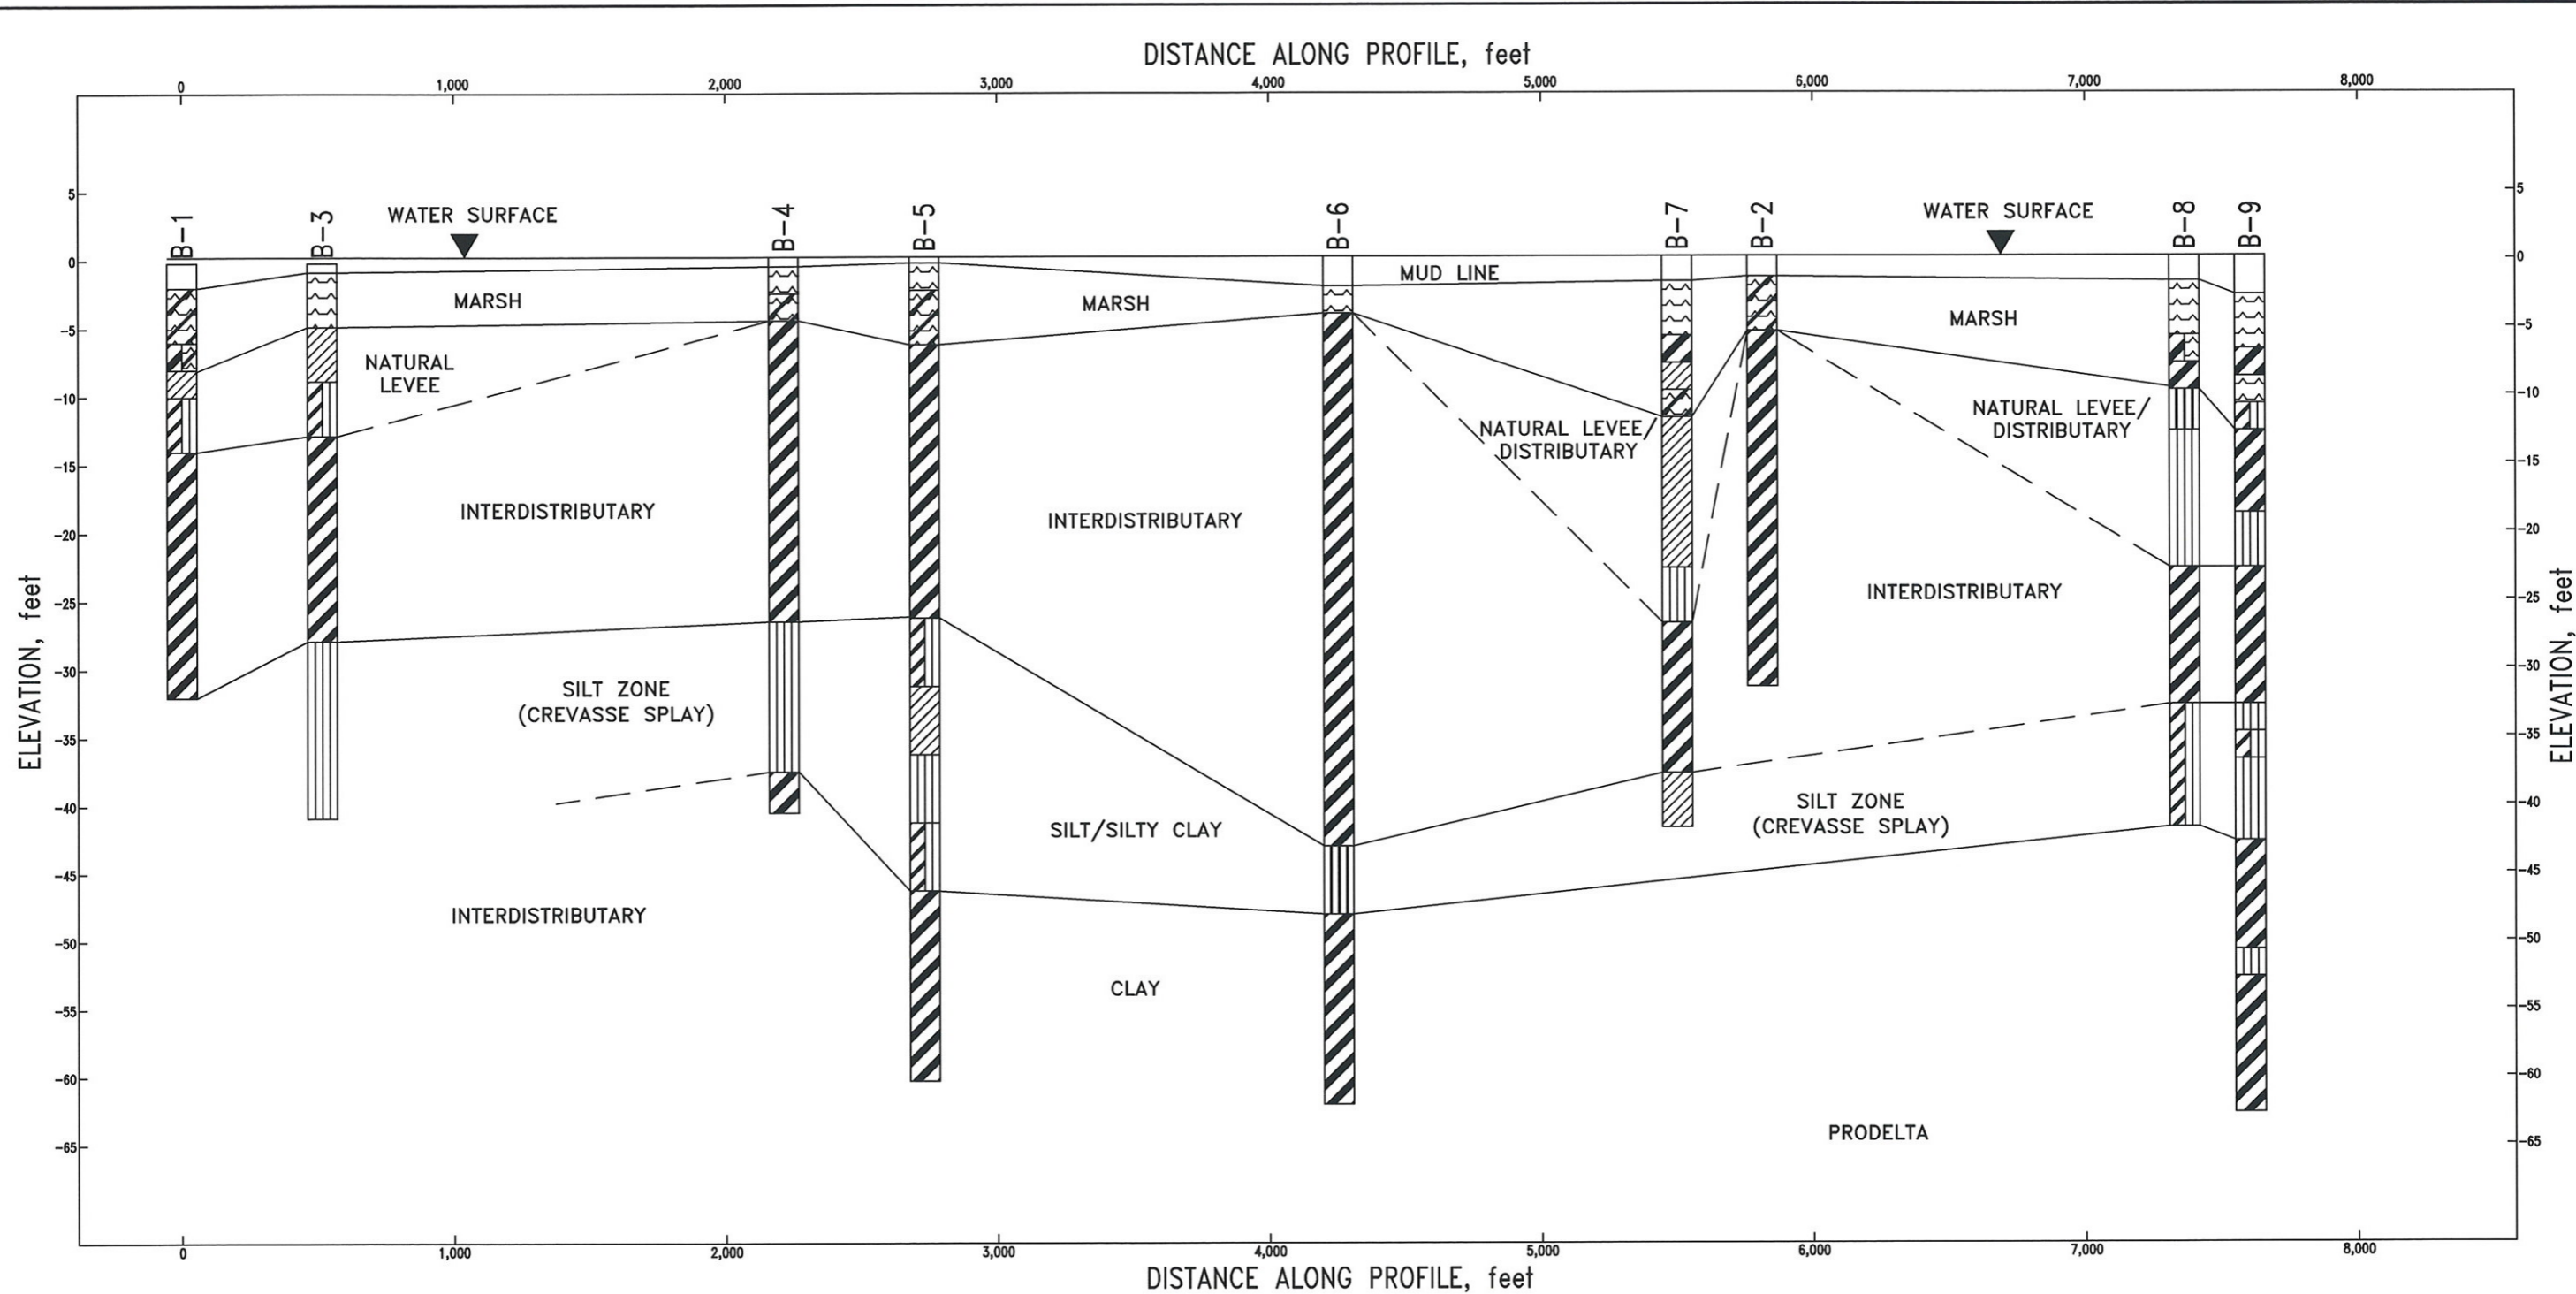 DISTANCE ALONG PROFILE, feet
0 1,000 2,000 3,000 4,000 5,000 6,000 7,000 8,000
B-1 B-3 B-4 B-5 B-6 B-7 B-2 B-8 B-9
WATER SURFACE WATER SURFACE
MUD LINE
MARSH MARSH MARSH
NATURAL
LEVEE
NATURAL LEVEE/
DISTRIBUTARY
NATURAL LEVEE/
DISTRIBUTARY
INTERDISTRIBUTARY INTERDISTRIBUTARY INTERDISTRIBUTARY
SILT ZONE
(CREVASSE SPLAY)
SILT/SILTY CLAY
SILT ZONE
(CREVASSE SPLAY)
INTERDISTRIBUTARY
CLAY
PRODELTA
ELEVATION, feet
5
0
-5
-10
-15
-20
-25
-30
-35
-40
-45
-50
-55
-60
-65
ELEVATION, feet
5
0
-5
-10
-15
-20
-25
-30
-35
-40
-45
-50
-55
-60
-65
0 1,000 2,000 3,000 4,000 5,000 6,000 7,000 8,000
DISTANCE ALONG PROFILE, feet